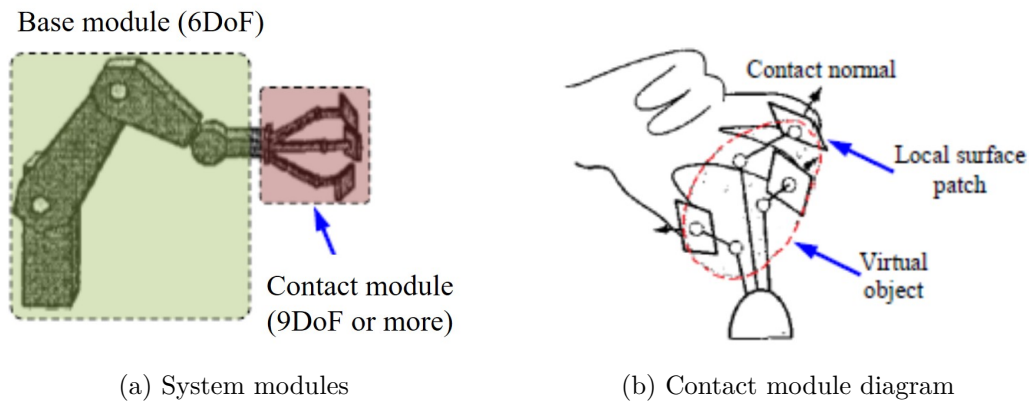 Base module (6DoF)
Contact module
(9DoF or more)
Contact normal
Local surface
patch
Virtual
object
(a) System modules
(b) Contact module diagram